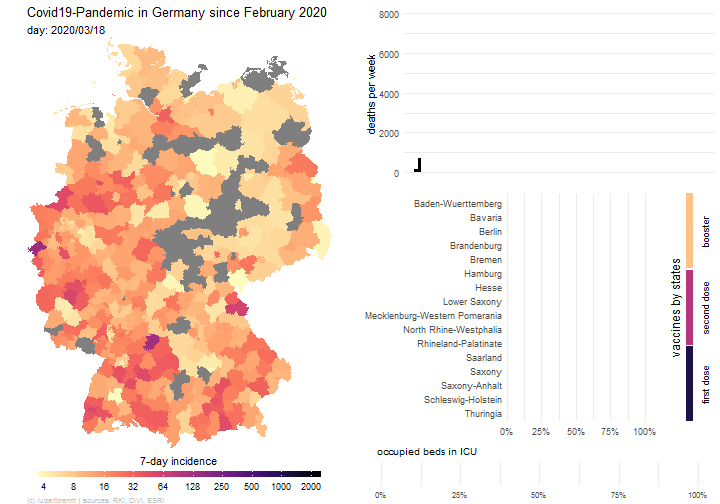 Covid19-Pandemic in Germany since February 2020
day: 2020/03/18
7-day incidence
4 8 16 32 64 128 250 500 1000 2000
(c) /u/zeitbrennt | sources: RKI, DIVI, ESRI
deaths per week
8000
6000
4000
2000
0
Baden-Wuerttemberg
Bavaria
Berlin
Brandenburg
Bremen
Hamburg
Hesse
Lower Saxony
Mecklenburg-Western Pomerania
North Rhine-Westphalia
Rhineland-Palatinate
Saarland
Saxony
Saxony-Anhalt
Schleswig-Holstein
Thuringia
0% 25% 50% 75% 100%
vaccines by states
booster
second dose
first dose
occupied beds in ICU
0% 25% 50% 75% 100%